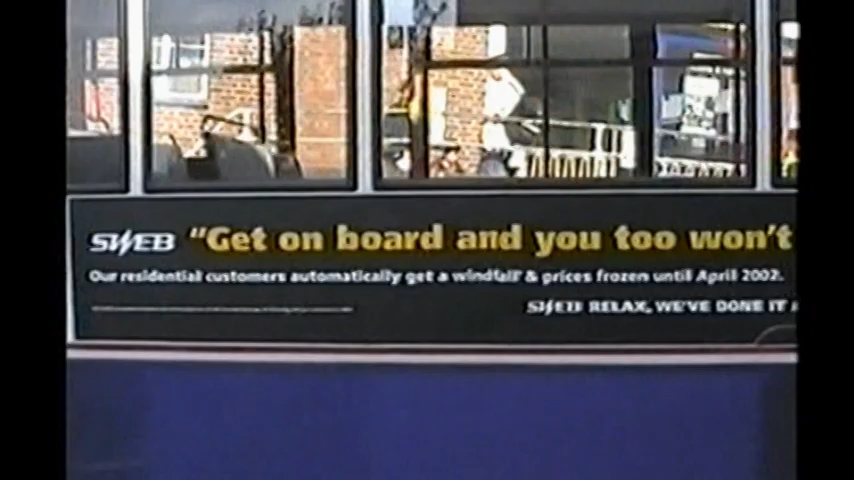 SWEB "Get on board and you too won't
Our residential customers automatically get a windfall* & prices frozen until April 2002.
SWEB RELAX, WE'VE DONE IT